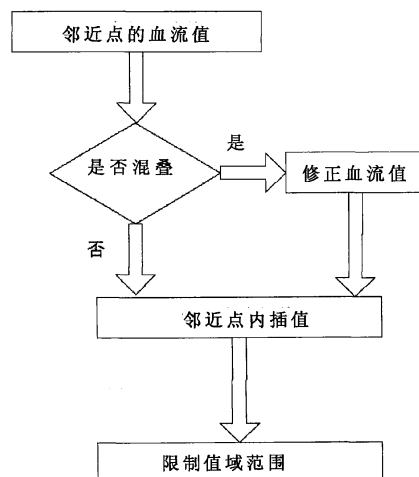 邻近点的血流值
是否混叠
是
修正血流值
否
邻近点内插值
限制值域范围